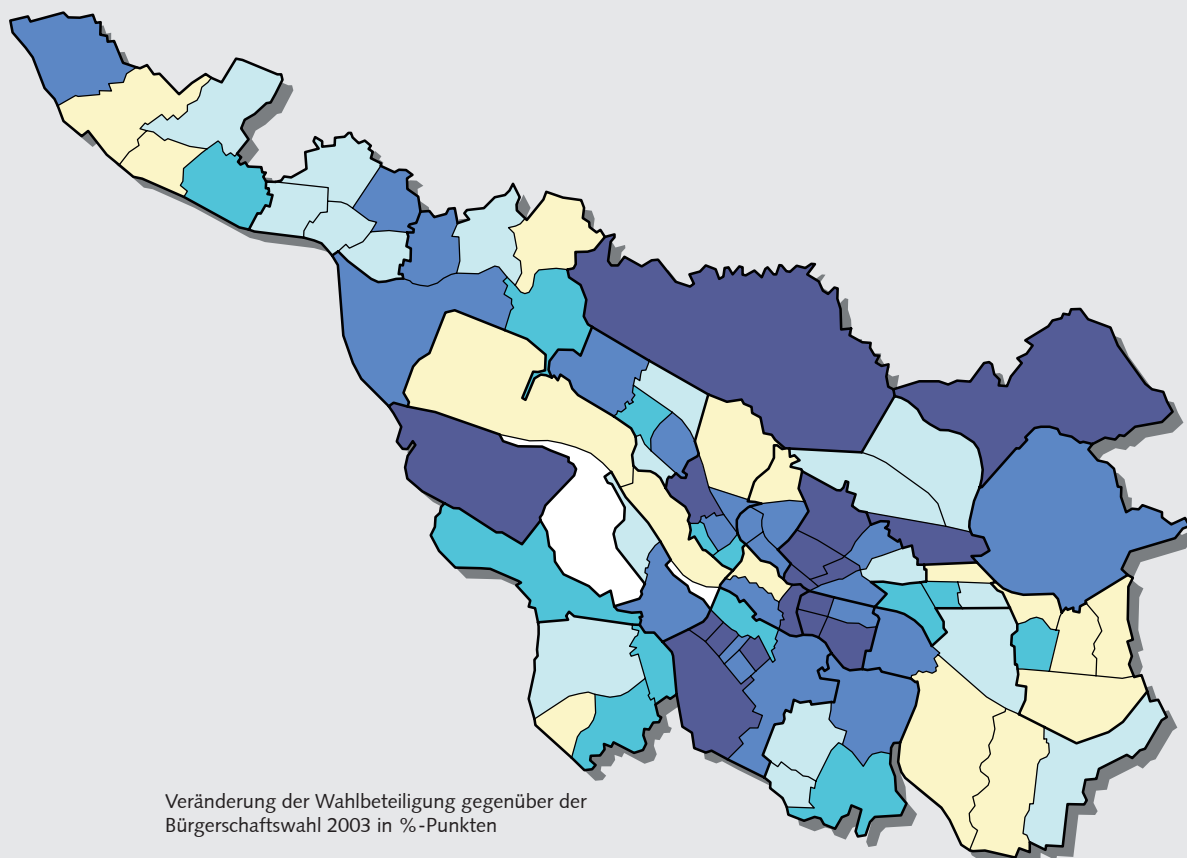 Veränderung der Wahlbeteiligung gegenüber der
Bürgerschaftswahl 2003 in %-Punkten